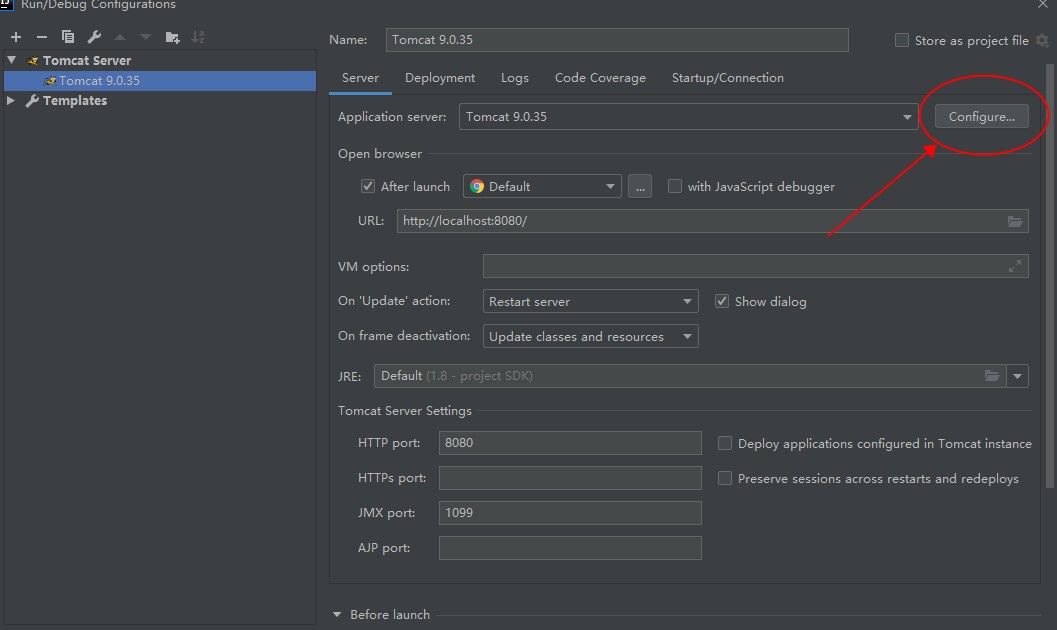 Run/Debug Configurations
Tomcat Server
Tomcat 9.0.35
Templates
Name: Tomcat 9.0.35 Store as project file
Server Deployment Logs Code Coverage Startup/Connection
Application server: Tomcat 9.0.35 Configure...
Open browser
After launch Default ... with JavaScript debugger
URL: http://localhost:8080/
VM options:
On 'Update' action: Restart server Show dialog
On frame deactivation: Update classes and resources
JRE: Default (1.8 - project SDK)
Tomcat Server Settings
HTTP port: 8080 Deploy applications configured in Tomcat instance
HTTPs port: Preserve sessions across restarts and redeploys
JMX port: 1099
AJP port:
Before launch